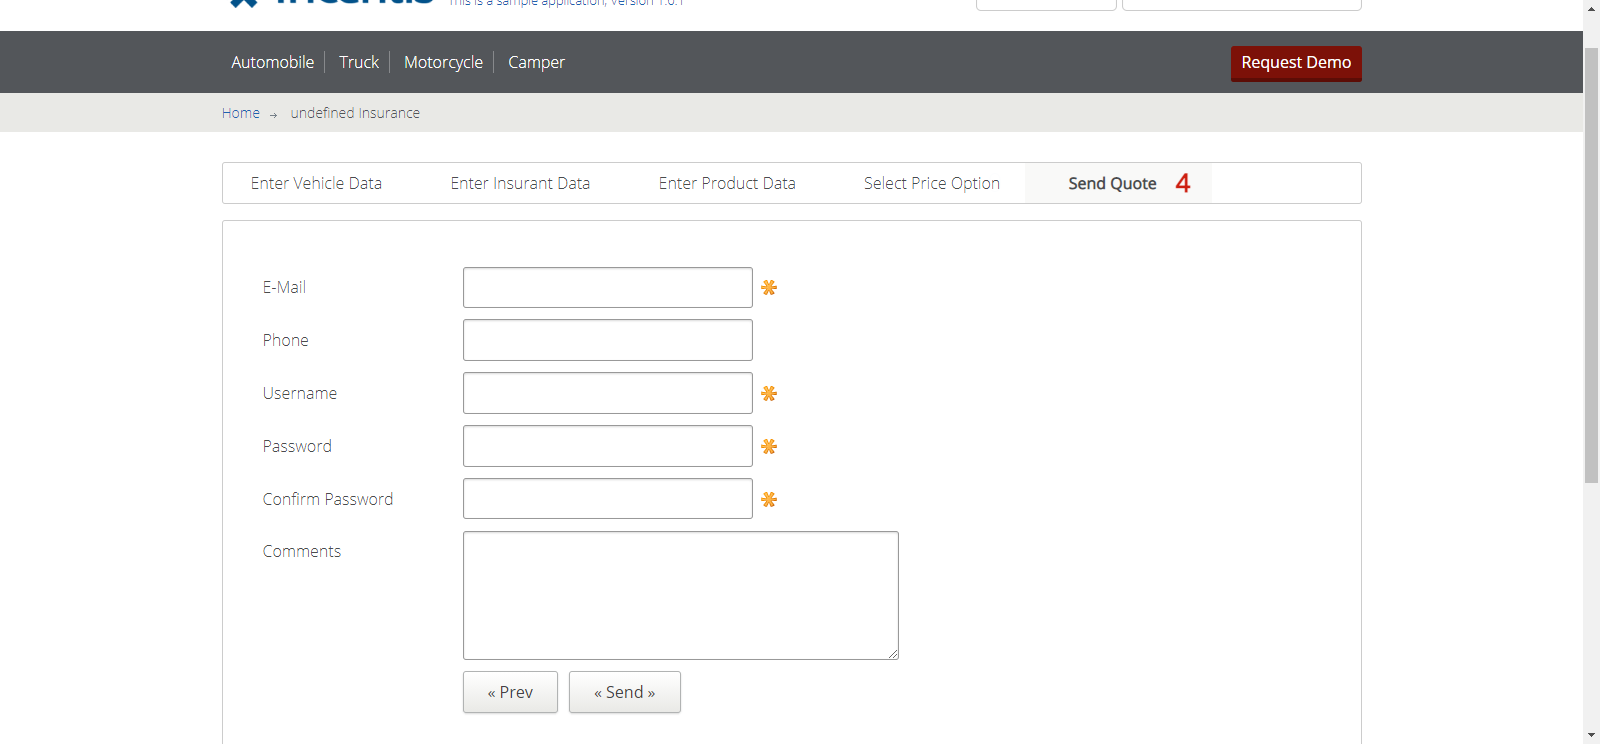 This is a sample application, Version 1.0.1
Automobile Truck Motorcycle Camper Request Demo
Home → undefined Insurance
Enter Vehicle Data Enter Insurant Data Enter Product Data Select Price Option Send Quote 4
E-Mail
Phone
Username
Password
Confirm Password
Comments
« Prev « Send »